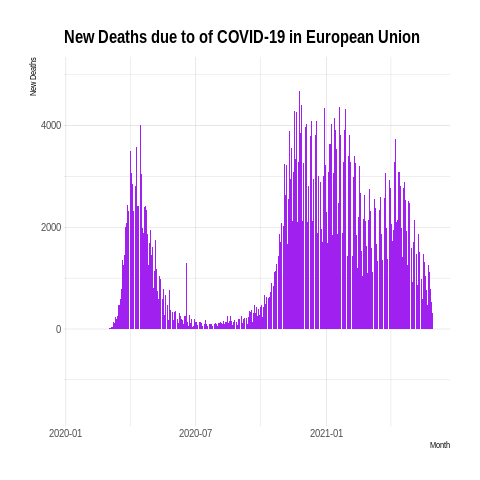 New Deaths due to of COVID-19 in European Union
New Deaths
4000
2000
0
2020-01
2020-07
2021-01
Month